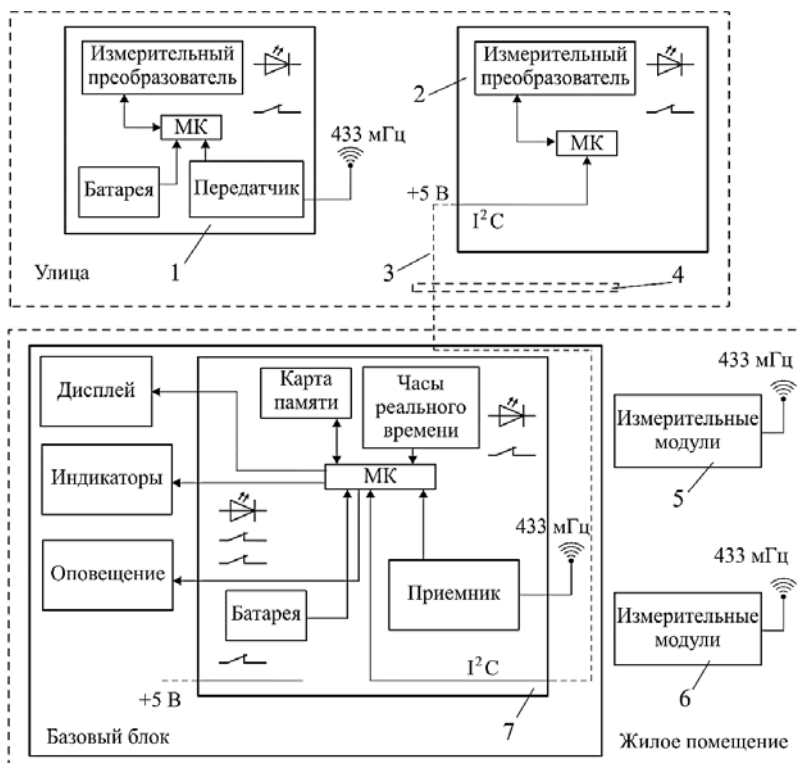 Измерительный
преобразователь
МК
Батарея
Передатчик
433 мГц
1
Улица
Измерительный
преобразователь
2
МК
+5 В
I²C
3
4
Дисплей
Индикаторы
Оповещение
Карта
памяти
Часы
реального
времени
МК
Батарея
Приемник
433 мГц
I²C
+5 В
7
Базовый блок
433 мГц
Измерительные
модули
5
433 мГц
Измерительные
модули
6
Жилое помещение